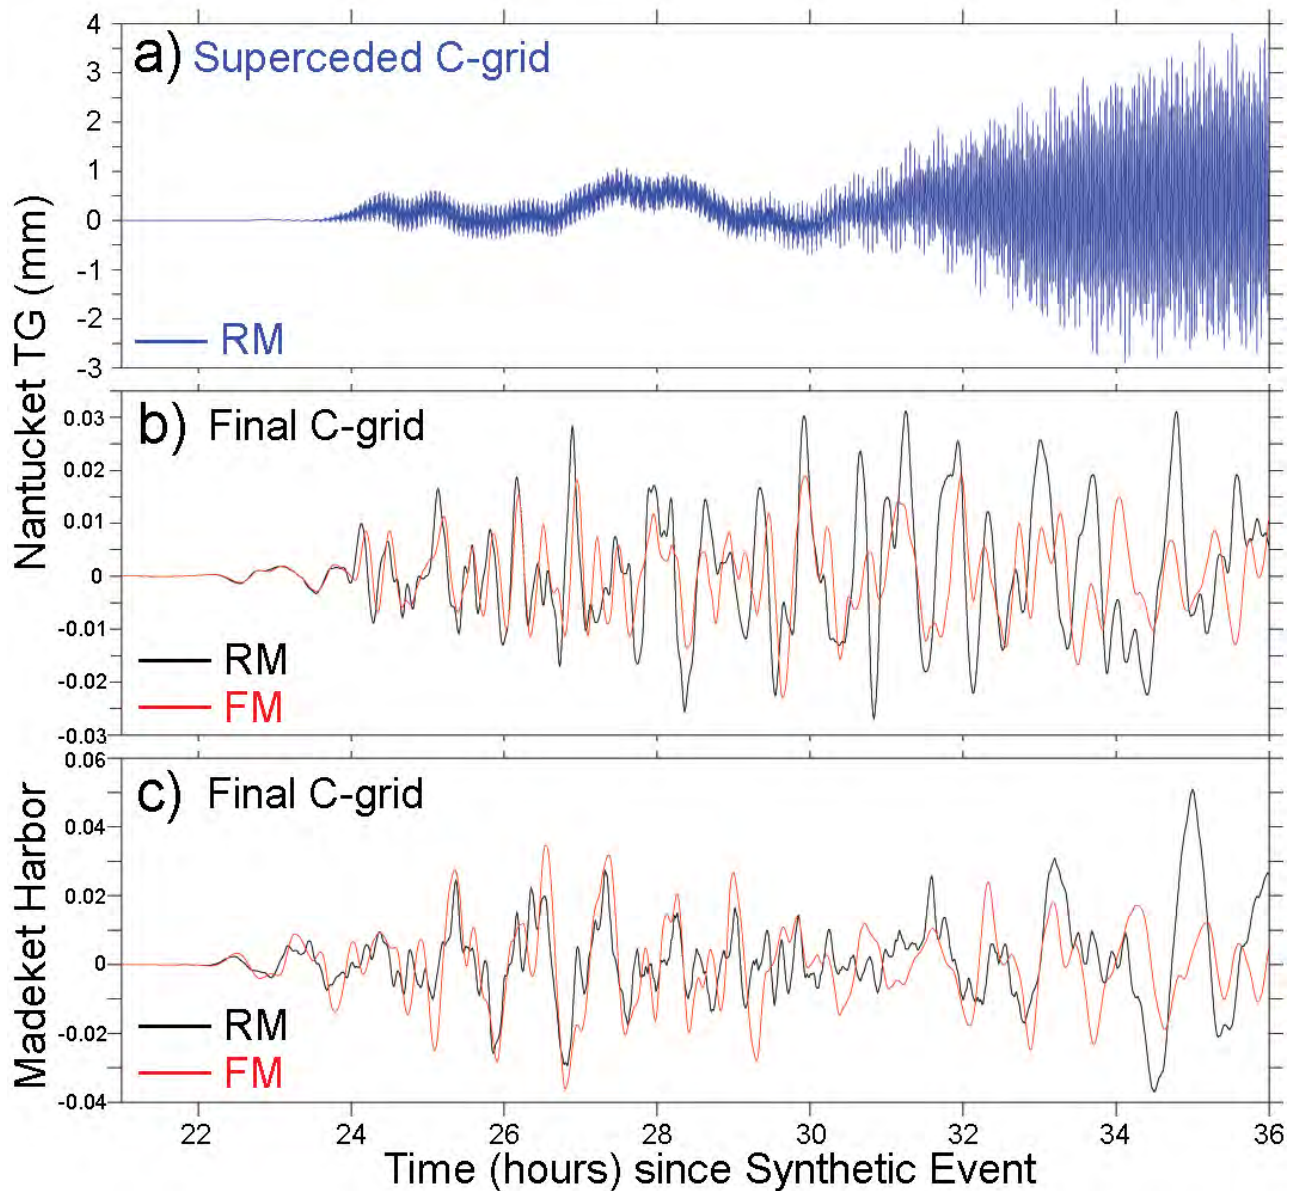 a) Superceded C-grid
4
3
2
1
0
-1
-2
-3
RM
Nantucket TG (mm)
b) Final C-grid
0.03
0.02
0.01
0
-0.01
-0.02
-0.03
RM
FM
c) Final C-grid
0.06
0.04
0.02
0
-0.02
-0.04
RM
FM
Madeket Harbor
22 24 26 28 30 32 34 36
Time (hours) since Synthetic Event